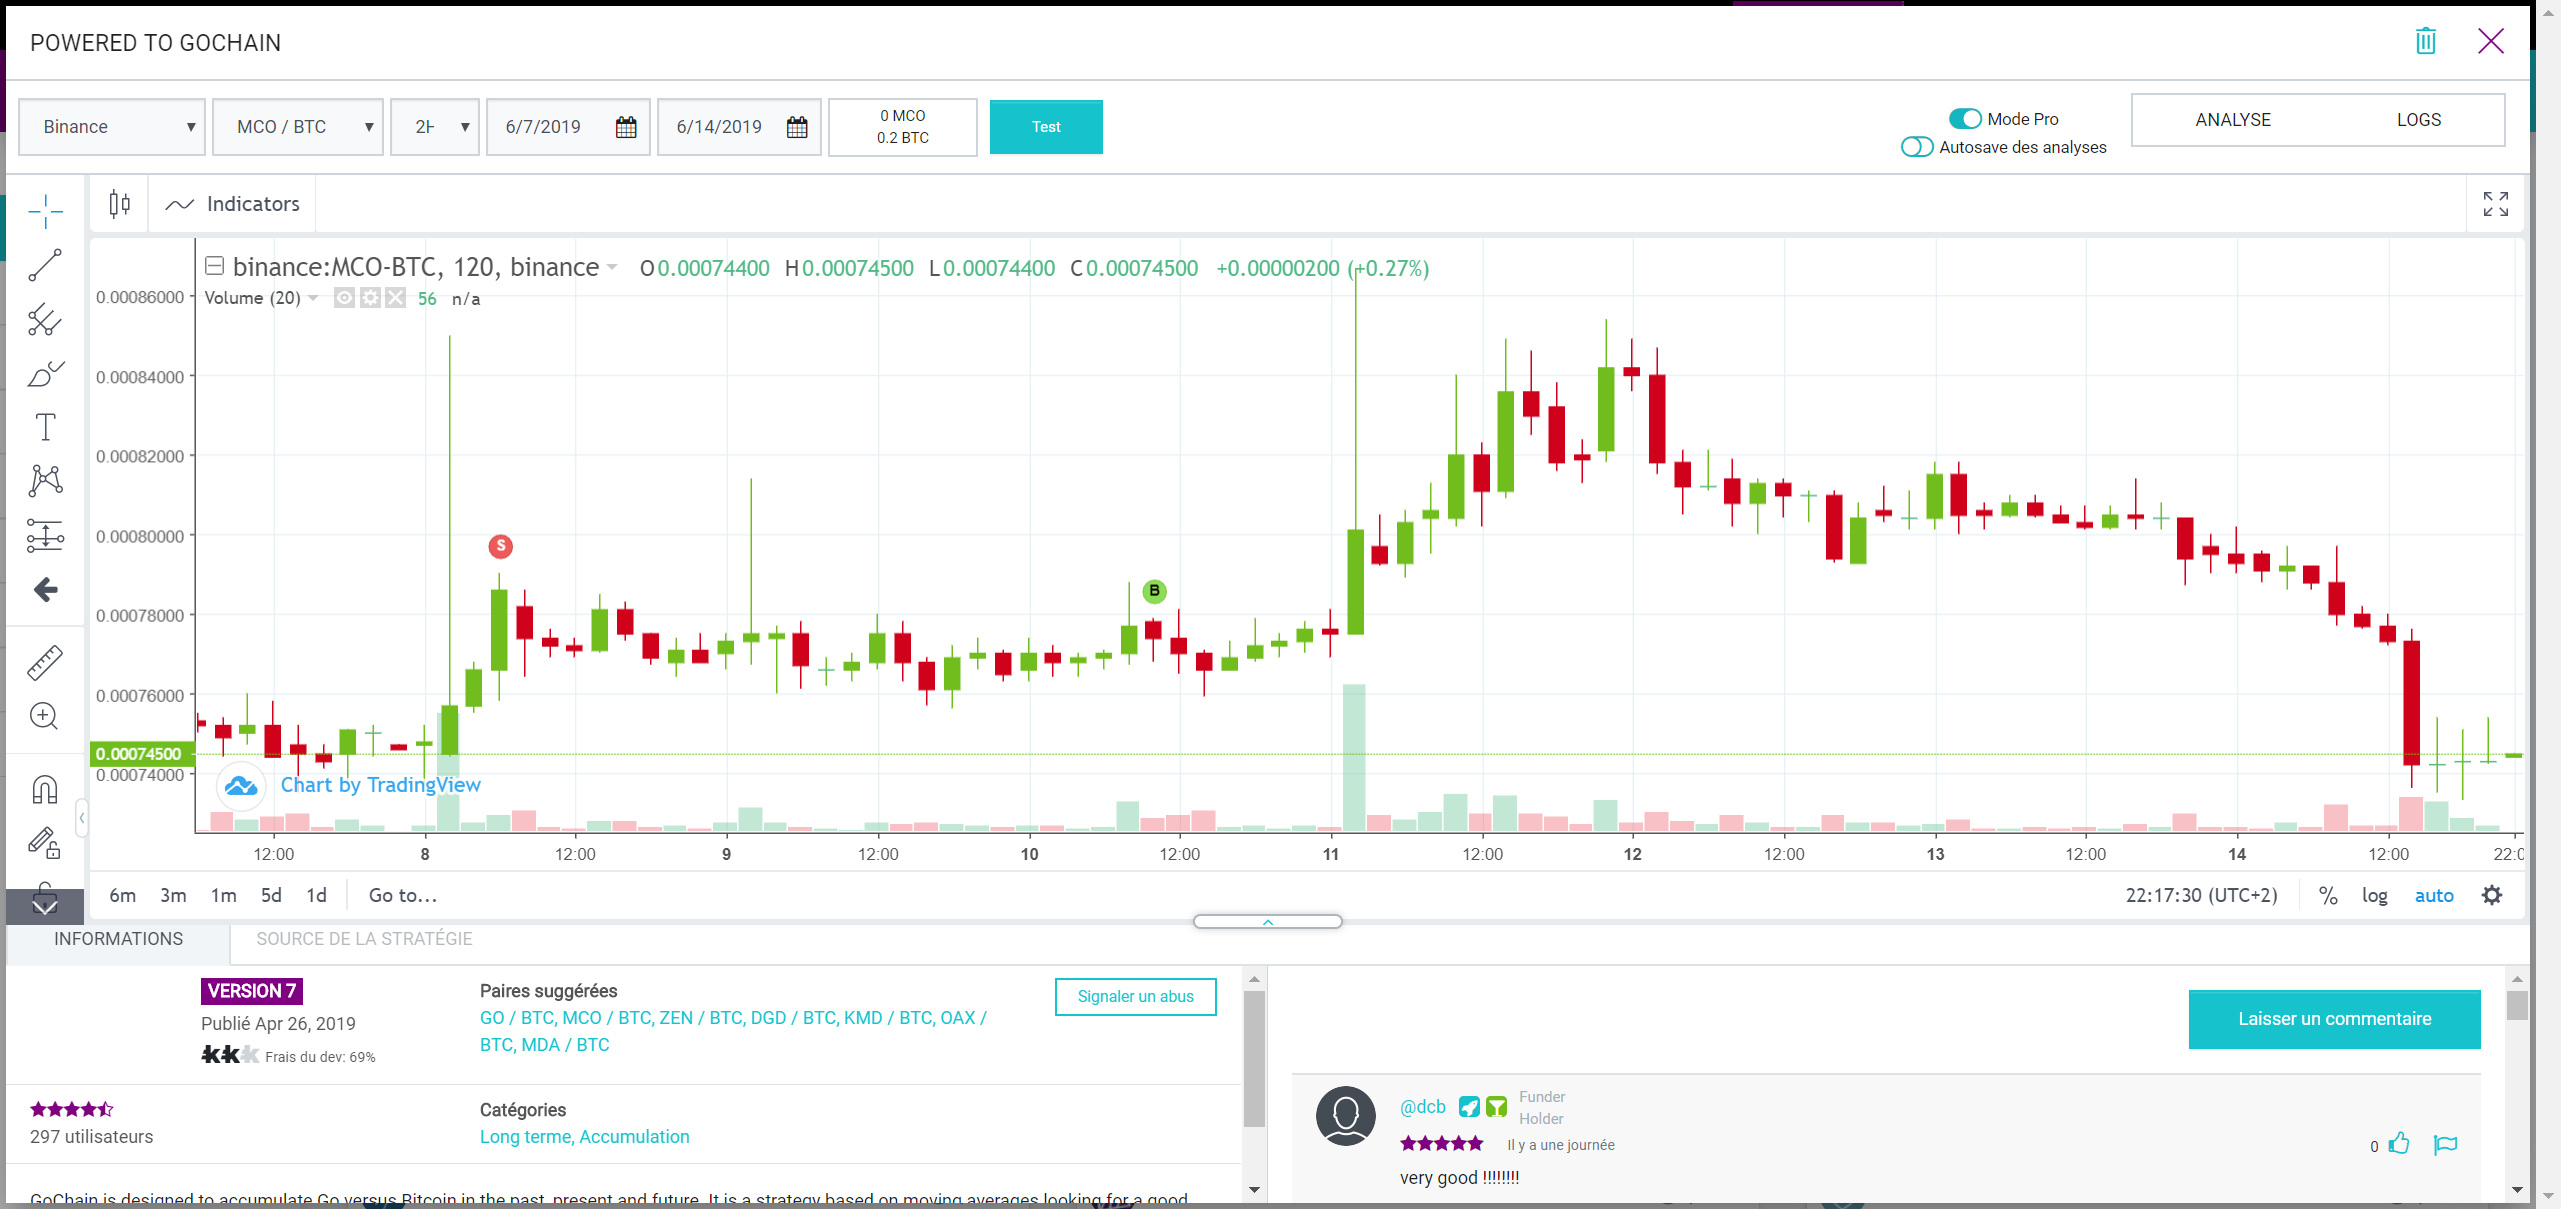 POWERED TO GOCHAIN
Binance
MCO / BTC
2H
6/7/2019
6/14/2019
0 MCO
0.2 BTC
Test
Mode Pro
Autosave des analyses
ANALYSE
LOGS
Indicators
binance:MCO-BTC, 120, binance O0.00074400 H0.00074500 L0.00074400 C0.00074500 +0.00000200 (+0.27%)
Volume (20) 56 n/a
0.00086000
0.00084000
0.00082000
0.00080000
0.00078000
0.00076000
0.00074500
0.00074000
S
B
Chart by TradingView
12:00 8 12:00 9 12:00 10 12:00 11 12:00 12 12:00 13 12:00 14 12:00 22:0
6m 3m 1m 5d 1d Go to...
22:17:30 (UTC+2) % log auto
INFORMATIONS
SOURCE DE LA STRATÉGIE
VERSION 7
Publié Apr 26, 2019
Frais du dev: 69%
Paires suggérées
GO / BTC, MCO / BTC, ZEN / BTC, DGD / BTC, KMD / BTC, OAX /
BTC, MDA / BTC
Signaler un abus
297 utilisateurs
Catégories
Long terme, Accumulation
GoChain is designed to accumulate Go versus Bitcoin in the past, present and future. It is a strategy based on moving averages looking for a good
Laisser un commentaire
@dcb
Funder
Holder
Il y a une journée
0
very good !!!!!!!!